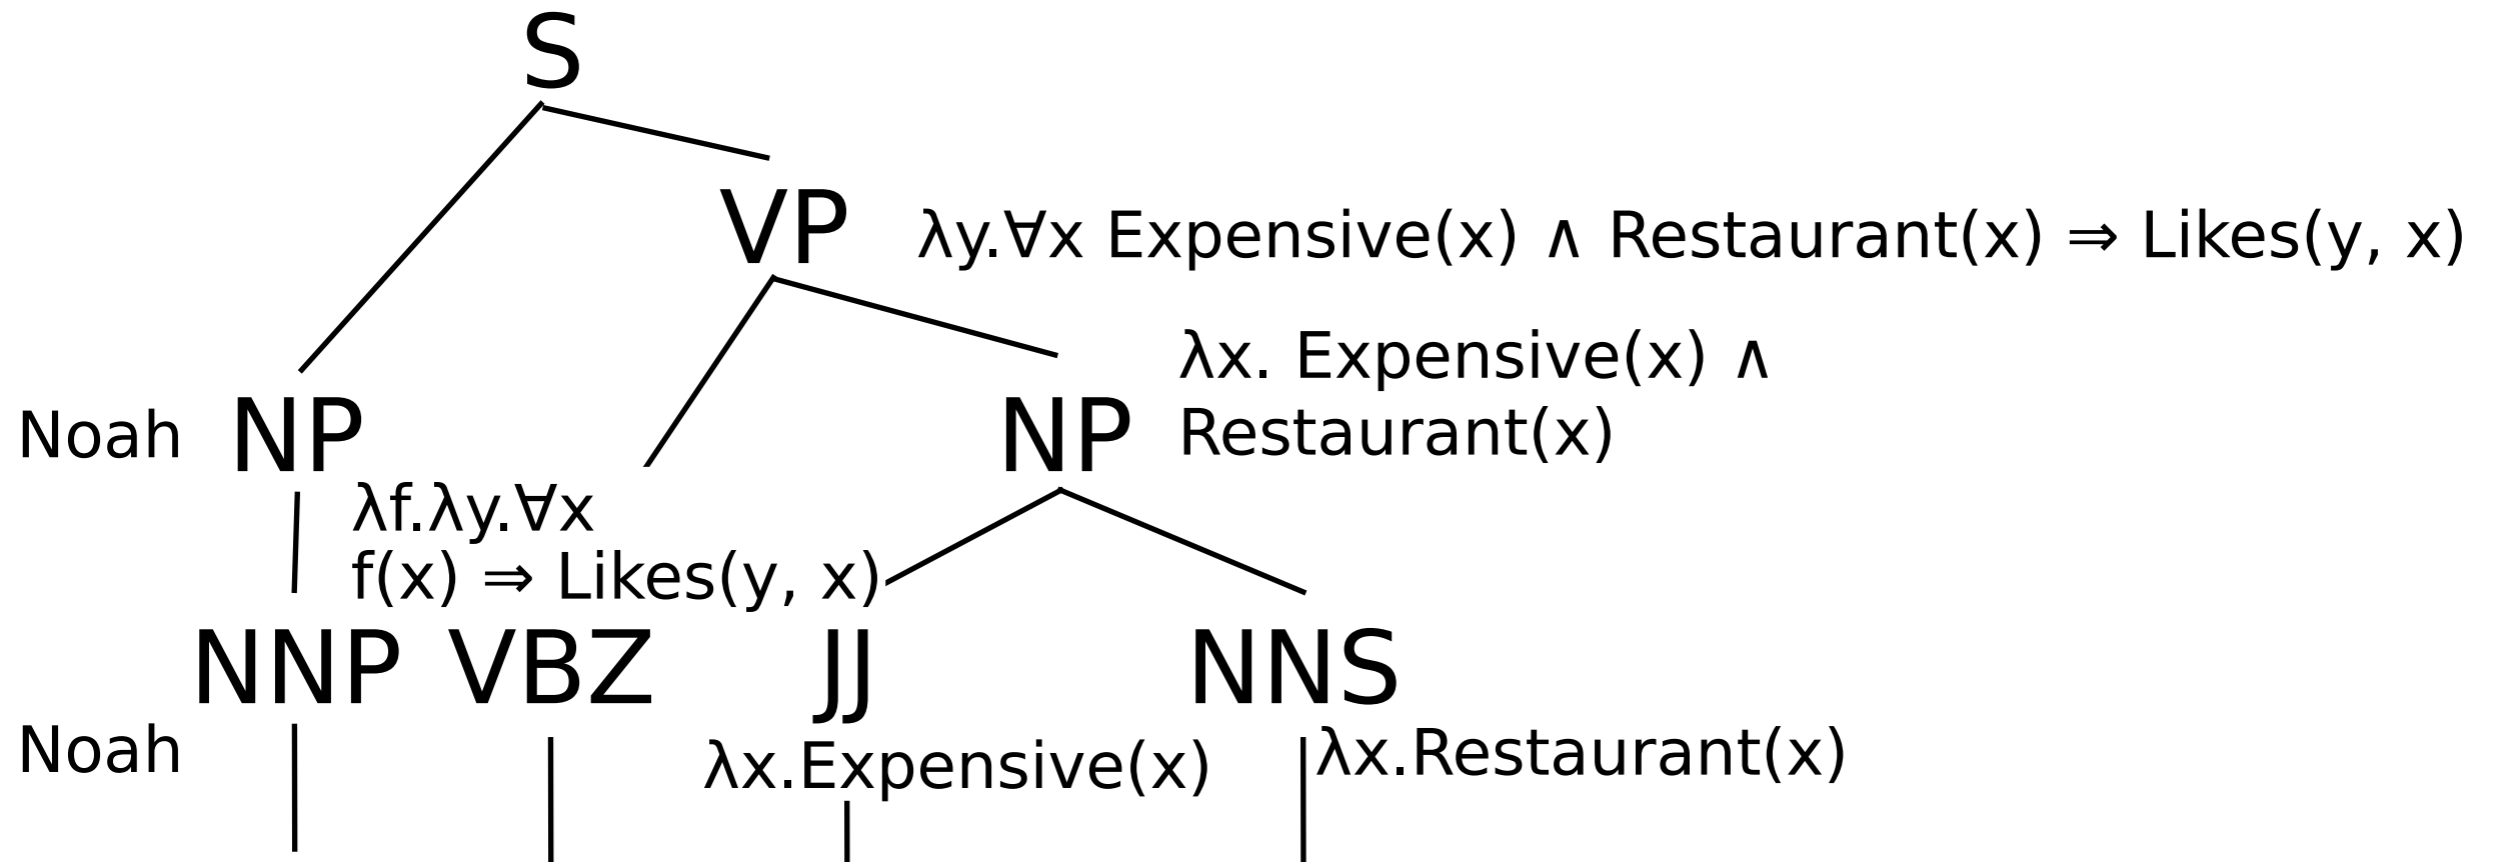 S
VP
λy.∀x Expensive(x) ∧ Restaurant(x) ⇒ Likes(y, x)
λx. Expensive(x) ∧
Noah
NP
NP
Restaurant(x)
λf.λy.∀x
f(x) ⇒ Likes(y, x)
NNP
VBZ
JJ
NNS
Noah
λx.Expensive(x)
λx.Restaurant(x)